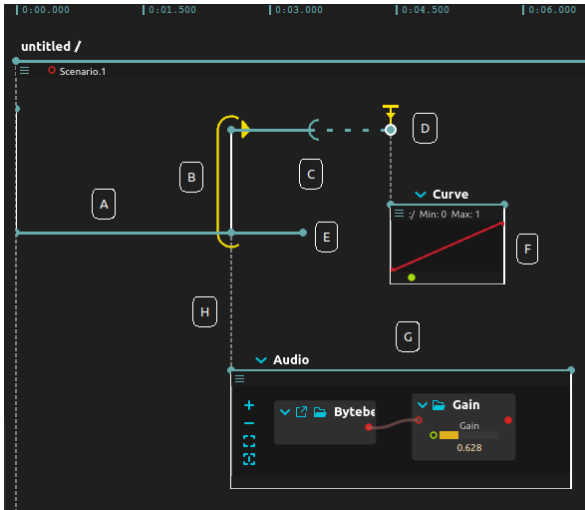 0:00.000 0:01.500 0:03.000 0:04.500 0:06.000
untitled /
Scenario.1
D
C
B
Curve
A
:/ Min: 0 Max: 1
E
F
H
G
Audio
Bytebe
Gain
Gain
0.628